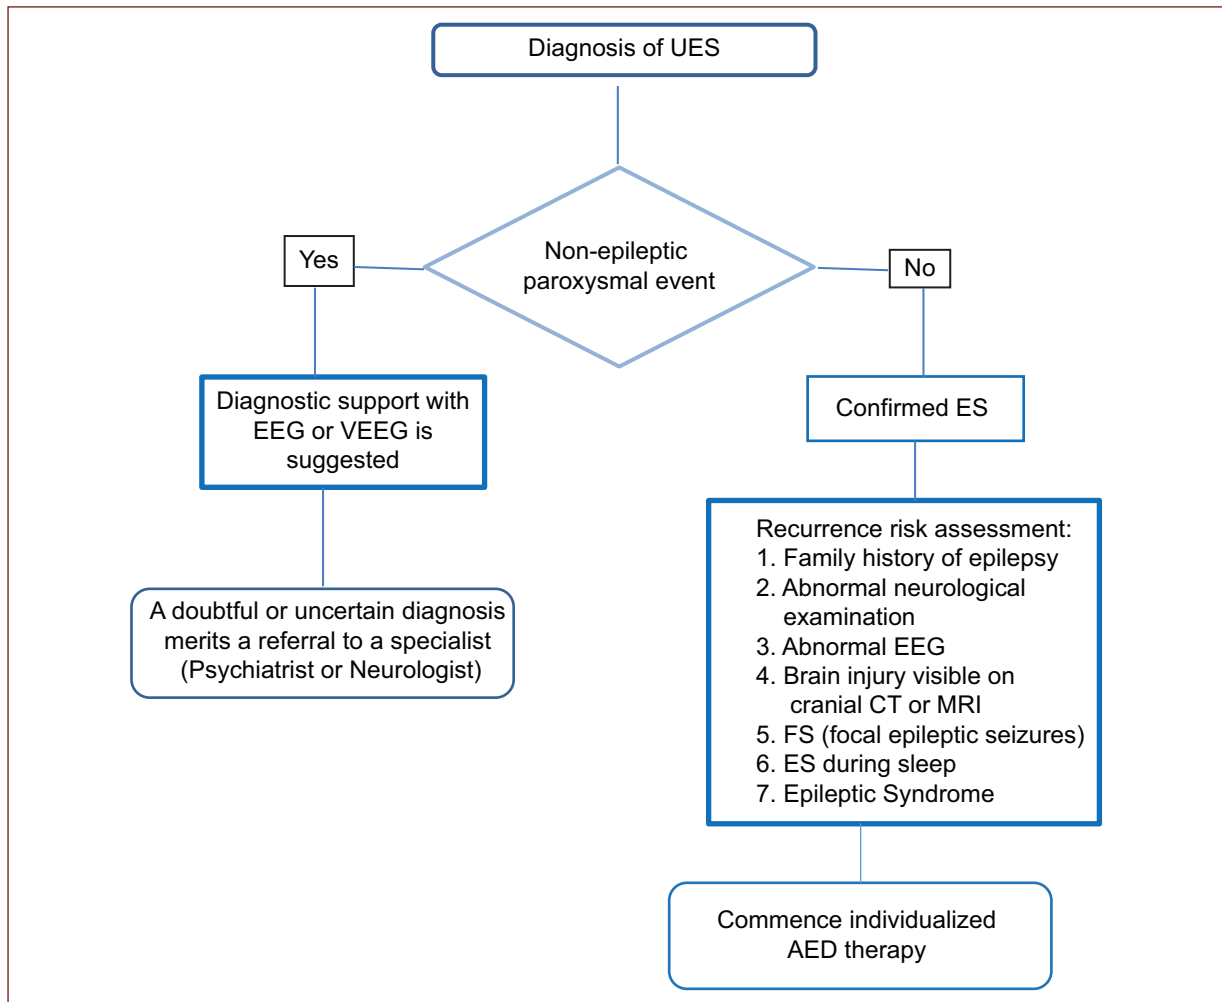 Diagnosis of UES
Non-epileptic
paroxysmal event
Yes
No
Diagnostic support with
EEG or VEEG is
suggested
A doubtful or uncertain diagnosis
merits a referral to a specialist
(Psychiatrist or Neurologist)
Confirmed ES
Recurrence risk assessment:
1. Family history of epilepsy
2. Abnormal neurological
examination
3. Abnormal EEG
4. Brain injury visible on
cranial CT or MRI
5. FS (focal epileptic seizures)
6. ES during sleep
7. Epileptic Syndrome
Commence individualized
AED therapy